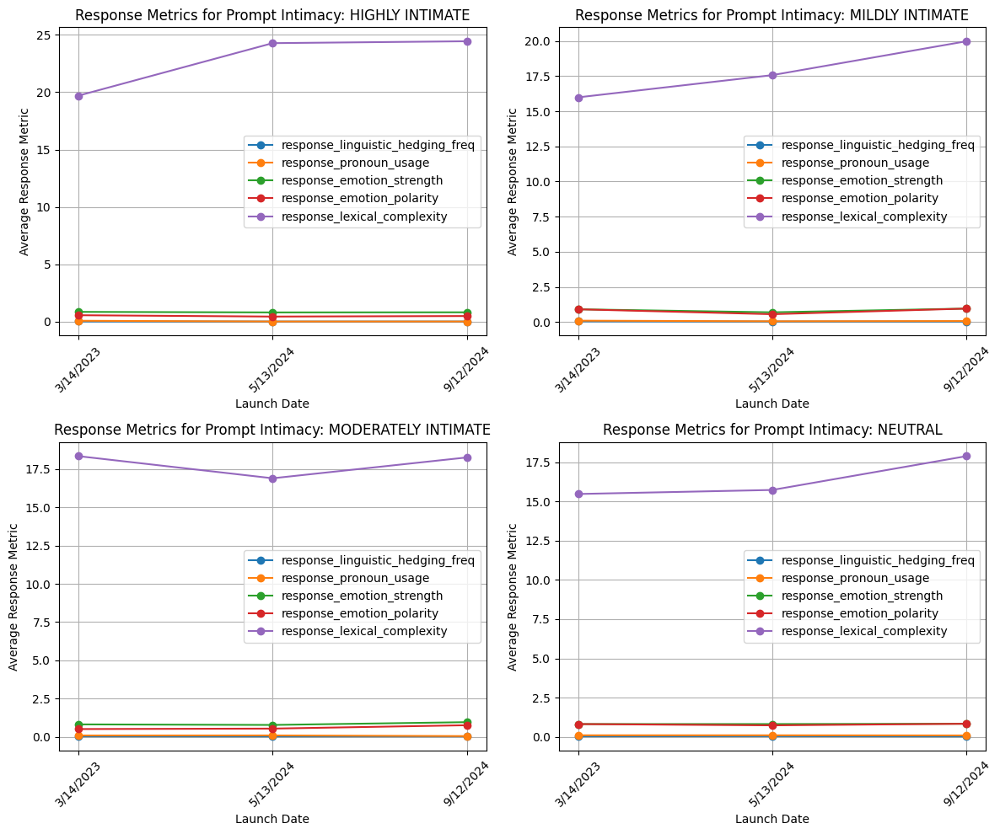 Response Metrics for Prompt Intimacy: HIGHLY INTIMATE
25
20
15
10
5
0
Average Response Metric
response_linguistic_hedging_freq
response_pronoun_usage
response_emotion_strength
response_emotion_polarity
response_lexical_complexity
3/14/2023
5/13/2024
9/12/2024
Launch Date
Response Metrics for Prompt Intimacy: MILDLY INTIMATE
20.0
17.5
15.0
12.5
10.0
7.5
5.0
2.5
0.0
Average Response Metric
response_linguistic_hedging_freq
response_pronoun_usage
response_emotion_strength
response_emotion_polarity
response_lexical_complexity
3/14/2023
5/13/2024
9/12/2024
Launch Date
Response Metrics for Prompt Intimacy: MODERATELY INTIMATE
17.5
15.0
12.5
10.0
7.5
5.0
2.5
0.0
Average Response Metric
response_linguistic_hedging_freq
response_pronoun_usage
response_emotion_strength
response_emotion_polarity
response_lexical_complexity
3/14/2023
5/13/2024
9/12/2024
Launch Date
Response Metrics for Prompt Intimacy: NEUTRAL
17.5
15.0
12.5
10.0
7.5
5.0
2.5
0.0
Average Response Metric
response_linguistic_hedging_freq
response_pronoun_usage
response_emotion_strength
response_emotion_polarity
response_lexical_complexity
3/14/2023
5/13/2024
9/12/2024
Launch Date